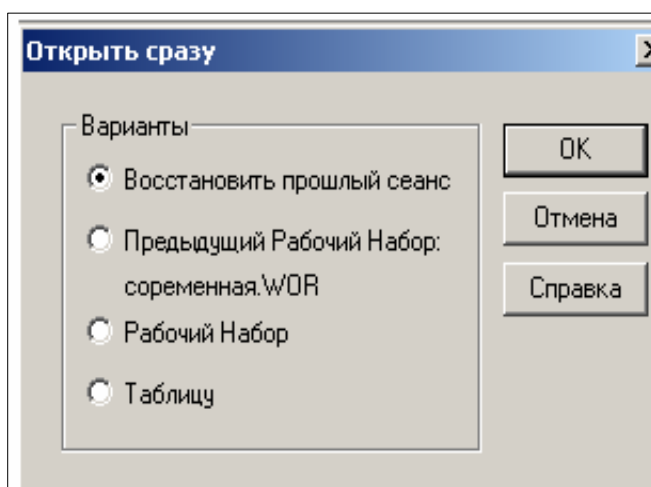 Открыть сразу
Варианты
Восстановить прошлый сеанс
Предыдущий Рабочий Набор:
соременная.WOR
Рабочий Набор
Таблицу
OK
Отмена
Справка